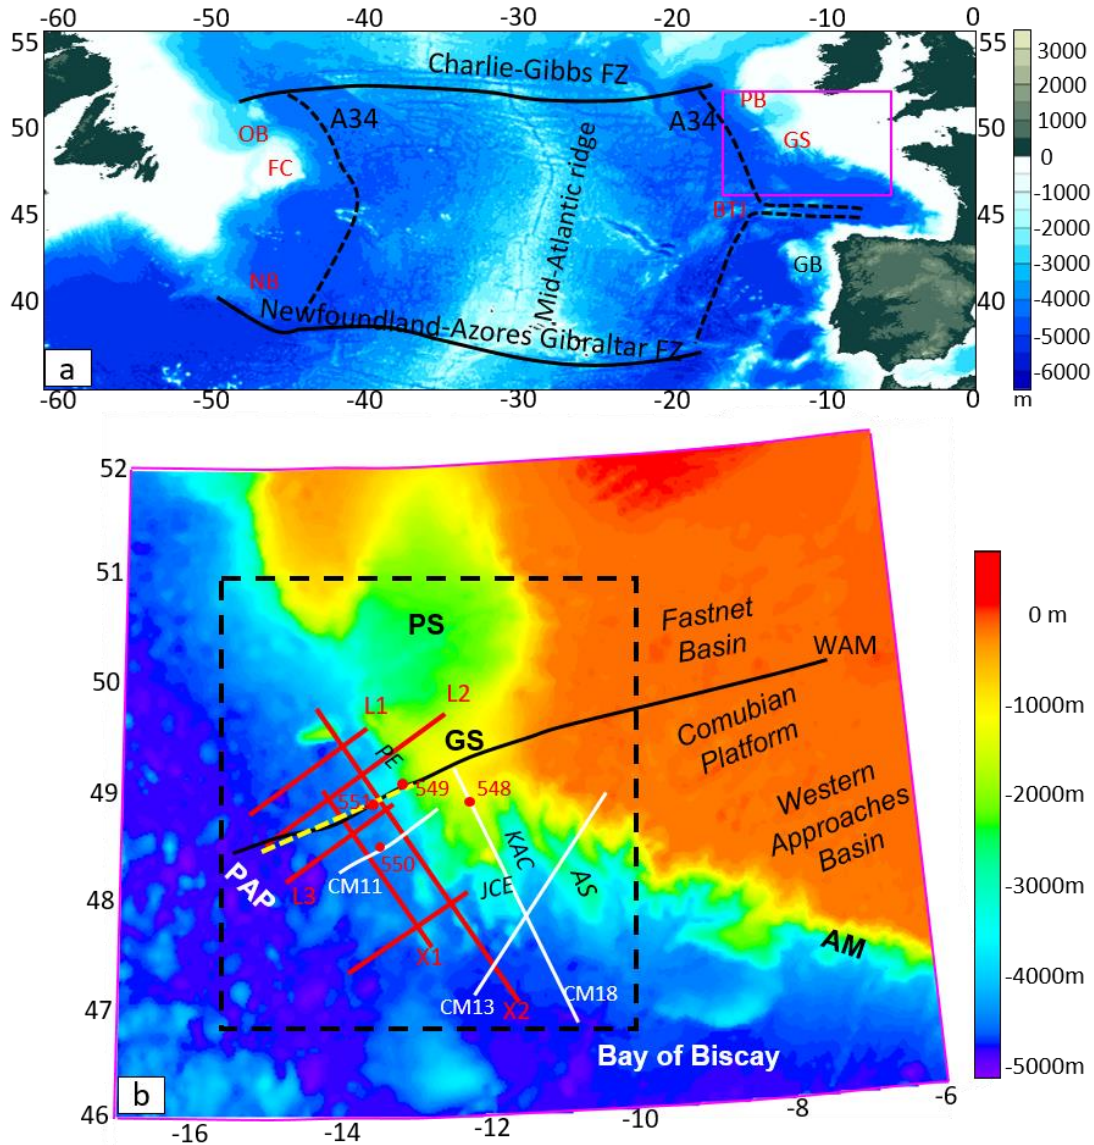 -60 -50 -40 -30 -20 -10 0
55 55
Charlie-Gibbs FZ
3000
PB
2000
OB
A34
A34
50 50
1000
GS
FC
0
Mid-Atlantic ridge
-1000
45 45
BTJ
-2000
GB
-3000
NB
40 40
Newfoundland-Azores Gibraltar FZ
-4000
-5000
-6000
a
-60 -50 -40 -30 -20 -10 0
m
52
51
0 m
Fastnet
Basin
PS
WAM
50
L1 L2
-1000m
GS
Comubian
Platform
PE
49
549 548
551
Western
Approaches
Basin
-2000m
KAC
550
PAP
CM11
L3
JCE
AS
48
-3000m
AM
X1
-4000m
CM13
X2
CM18
47
Bay of Biscay
-5000m
b
46
-16 -14 -12 -10 -8 -6